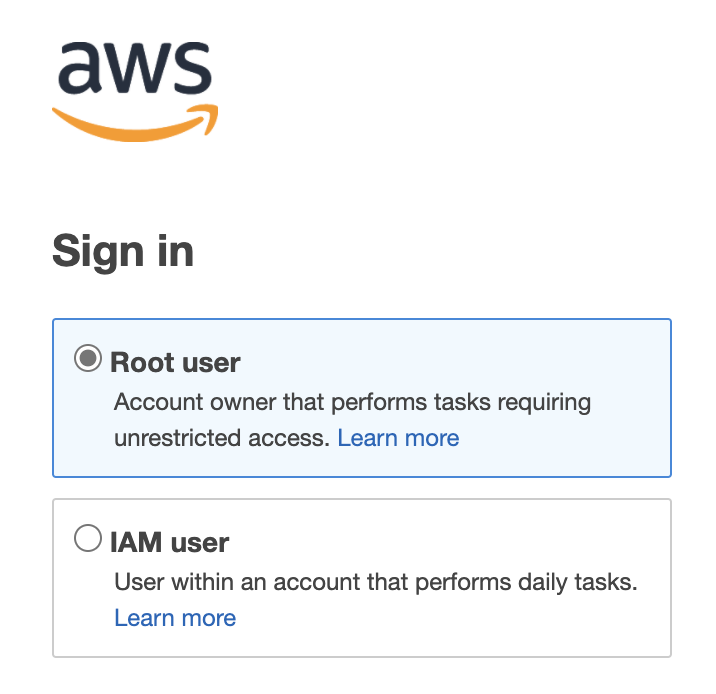 aws
Sign in
Root user
Account owner that performs tasks requiring
unrestricted access. Learn more
IAM user
User within an account that performs daily tasks.
Learn more